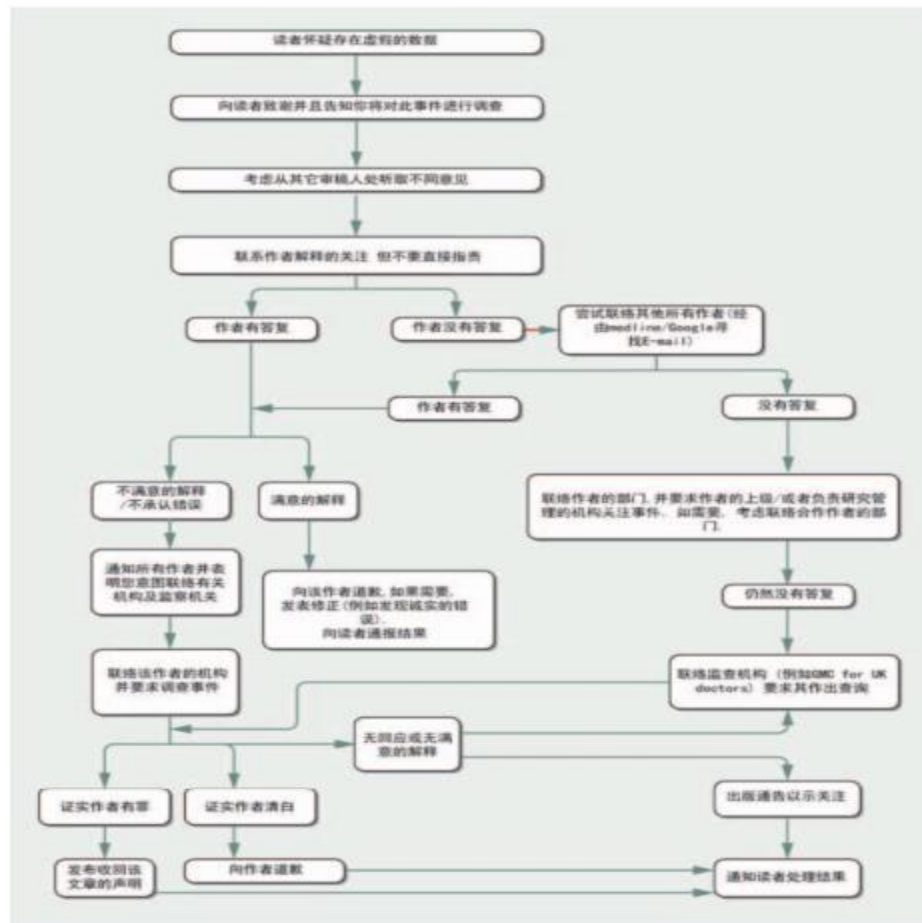 读者怀疑存在虚假的数据
向读者致谢并且告知你将对此事件进行调查
考虑从其它审稿人处听取不同意见
联系作者解释的关注 但不要直接指责
作者有答复
作者没有答复
尝试联络其他所有作者(经
由medline/Google寻
找E-mail)
作者有答复
没有答复
不满意的解释
/不承认错误
满意的解释
联络作者的部门,并要求作者的上级/或者负责研究管
理的机构关注事件. 如需要, 考虑联络合作作者的部
门.
通知所有作者并表
明您意图联络有关
机构及监察机关
向该作者道歉,如果需要,
发表修正(例如发现诚实的错
误).
向读者通报结果
仍然没有答复
联络该作者的机构
并要求调查事件
联络监查机构 (例如GMC for UK
doctors) 要求其作出查询
无回应或无满
意的解释
证实作者有罪
证实作者清白
出版通告以示关注
发布收回该
文章的声明
向作者道歉
通知读者处理结果